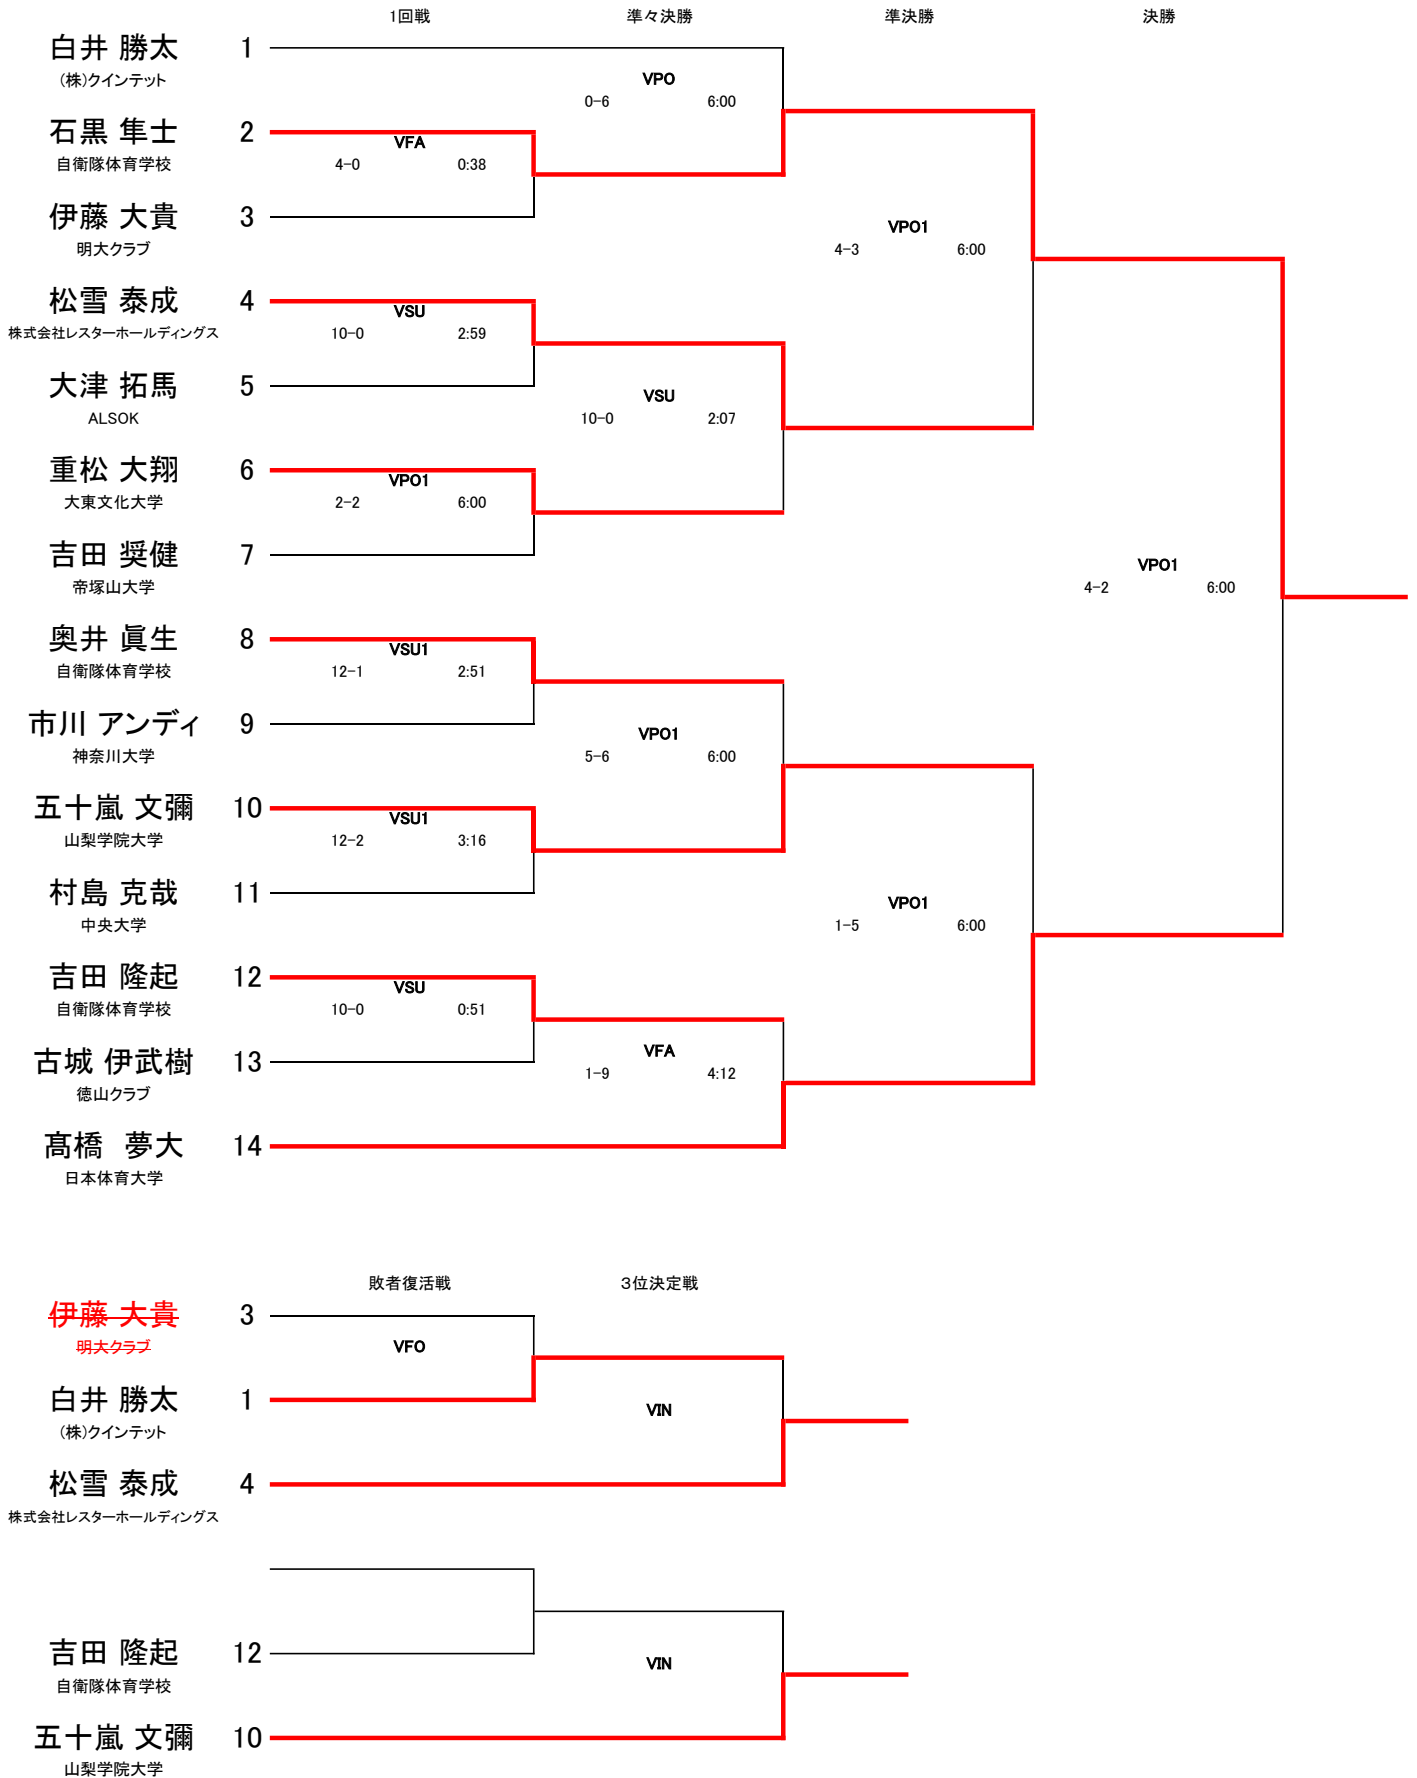 1回戦 準々決勝 準決勝 決勝
白井 勝太 1
(株)クインテット
VPO
0-6 6:00
石黒 隼士 2
自衛隊体育学校
VFA
4-0 0:38
伊藤 大貴 3
明大クラブ
VPO1
4-3 6:00
松雪 泰成 4
株式会社レスターホールディングス
VSU
10-0 2:59
大津 拓馬 5
ALSOK
VSU
10-0 2:07
重松 大翔 6
大東文化大学
VPO1
2-2 6:00
吉田 奨健 7
帝塚山大学
VPO1
4-2 6:00
奥井 眞生 8
自衛隊体育学校
VSU1
12-1 2:51
市川 アンディ 9
神奈川大学
VPO1
5-6 6:00
五十嵐 文彌 10
山梨学院大学
VSU1
12-2 3:16
村島 克哉 11
中央大学
VPO1
1-5 6:00
吉田 隆起 12
自衛隊体育学校
VSU
10-0 0:51
古城 伊武樹 13
徳山クラブ
VFA
1-9 4:12
髙橋 夢大 14
日本体育大学
敗者復活戦 3位決定戦
伊藤 大貴 3
明大クラブ
VFO
白井 勝太 1
(株)クインテット
VIN
松雪 泰成 4
株式会社レスターホールディングス
吉田 隆起 12
自衛隊体育学校
VIN
五十嵐 文彌 10
山梨学院大学